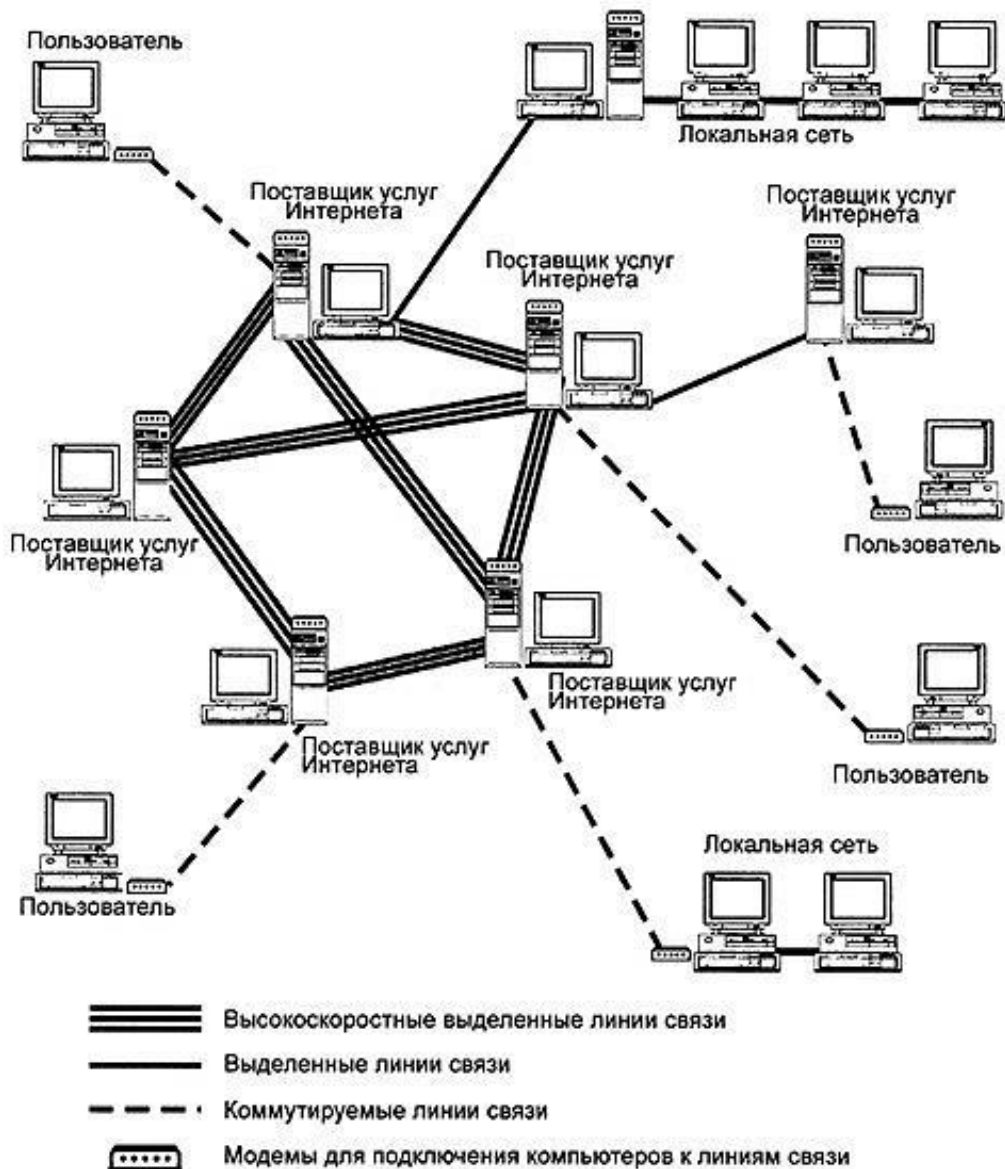 Пользователь
Локальная сеть
Поставщик услуг
Интернета
Поставщик услуг
Интернета
Поставщик услуг
Интернета
Поставщик услуг
Интернета
Пользователь
Поставщик услуг
Интернета
Поставщик услуг
Интернета
Пользователь
Локальная сеть
Пользователь
Высокоскоростные выделенные линии связи
Выделенные линии связи
Коммутируемые линии связи
Модемы для подключения компьютеров к линиям связи